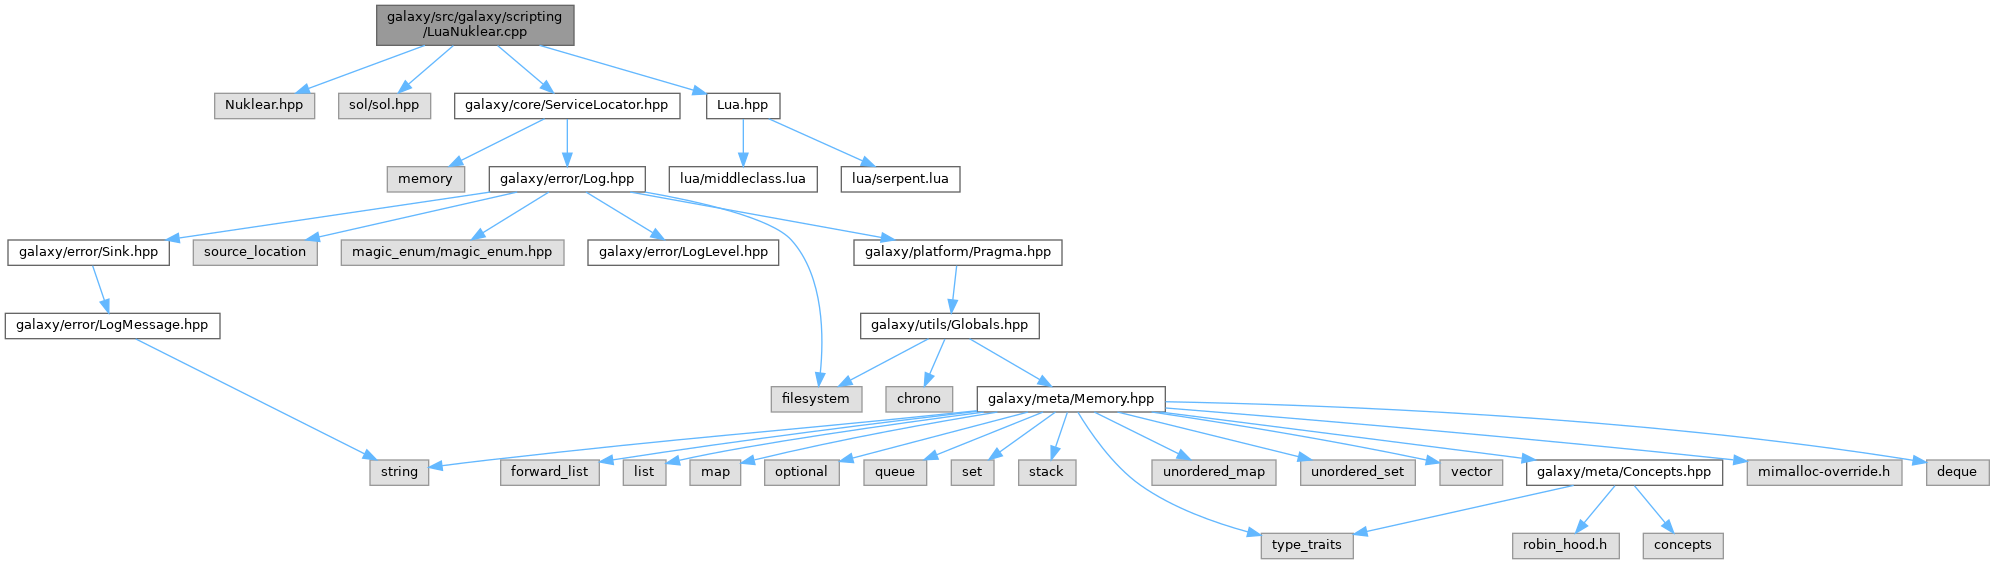 galaxy/src/galaxy/scripting
/LuaNuklear.cpp
Nuklear.hpp
sol/sol.hpp
galaxy/core/ServiceLocator.hpp
Lua.hpp
memory
galaxy/error/Log.hpp
lua/middleclass.lua
lua/serpent.lua
galaxy/error/Sink.hpp
source_location
magic_enum/magic_enum.hpp
galaxy/error/LogLevel.hpp
galaxy/platform/Pragma.hpp
galaxy/error/LogMessage.hpp
galaxy/utils/Globals.hpp
filesystem
chrono
galaxy/meta/Memory.hpp
string
forward_list
list
map
optional
queue
set
stack
unordered_map
unordered_set
vector
galaxy/meta/Concepts.hpp
mimalloc-override.h
deque
type_traits
robin_hood.h
concepts